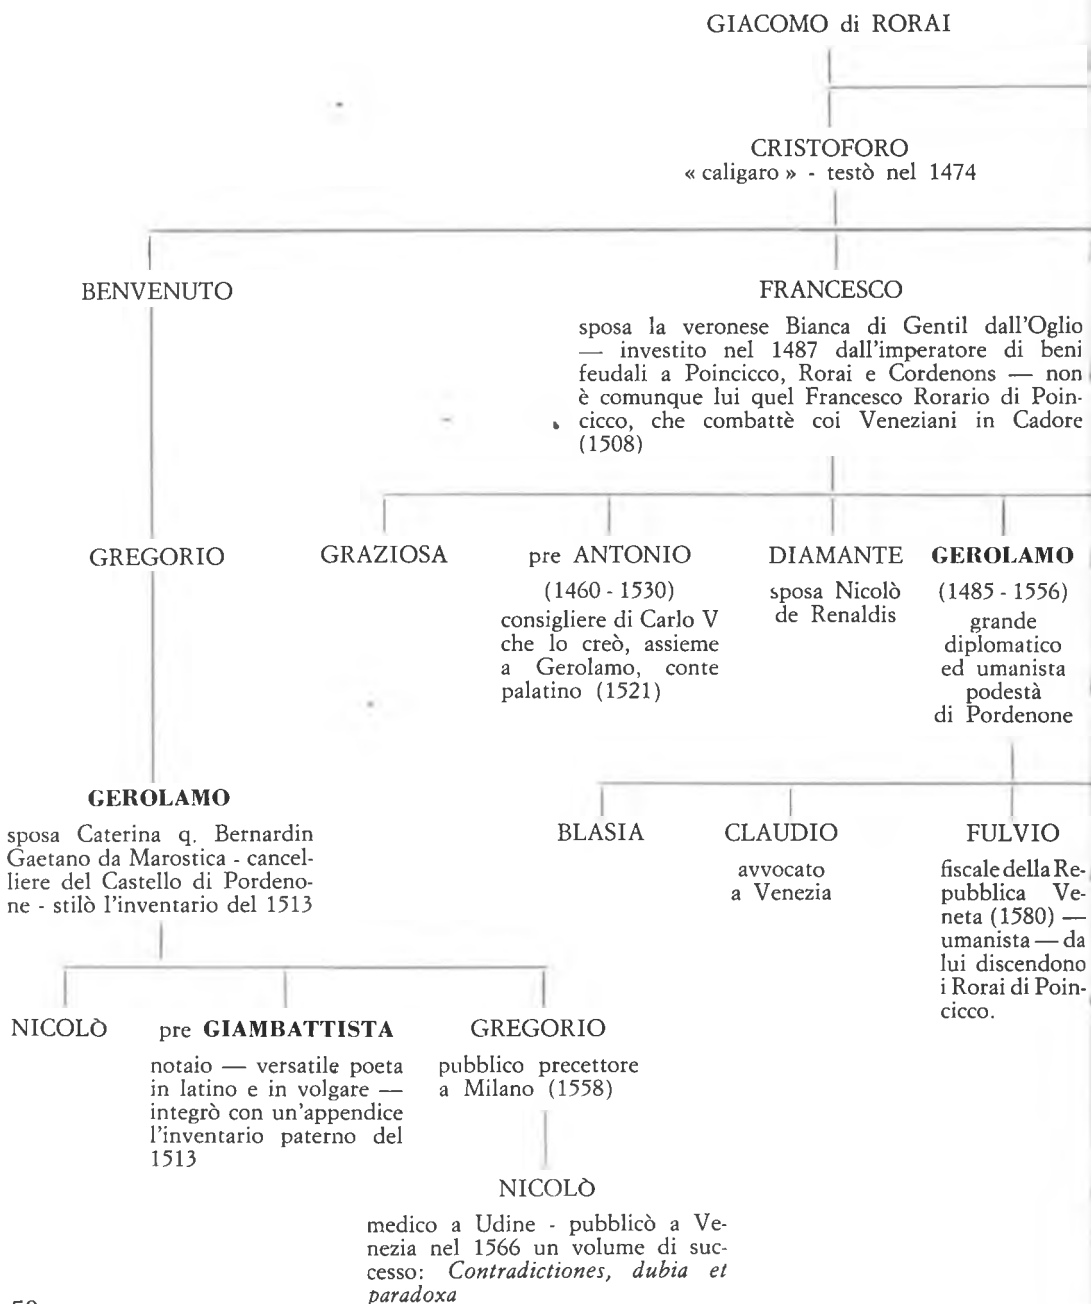 GIACOMO di RORAI
CRISTOFORO
« caligaro » - testò nel 1474
BENVENUTO
FRANCESCO
sposa la veronese Bianca di Gentil dall'Oglio
— investito nel 1487 dall'imperatore di beni
feudali a Poincicco, Rorai e Cordenons — non
è comunque lui quel Francesco Rorario di Poin-
cicco, che combattè coi Veneziani in Cadore
(1508)
GREGORIO
GRAZIOSA
pre ANTONIO
(1460 - 1530)
consigliere di Carlo V
che lo creò, assieme
a Gerolamo, conte
palatino (1521)
DIAMANTE
sposa Nicolò
de Renaldis
GEROLAMO
(1485 - 1556)
grande
diplomatico
ed umanista
podestà
di Pordenone
GEROLAMO
sposa Caterina q. Bernardin
Gaetano da Marostica - cancel-
liere del Castello di Pordeno-
ne - stilò l'inventario del 1513
BLASIA
CLAUDIO
avvocato
a Venezia
FULVIO
fiscale della Re-
pubblica Ve-
neta (1580) —
umanista — da
lui discendono
i Rorai di Poin-
cicco.
NICOLÒ
pre GIAMBATTISTA
notaio — versatile poeta
in latino e in volgare —
integrò con un'appendice
l'inventario paterno del
1513
GREGORIO
pubblico precettore
a Milano (1558)
NICOLÒ
medico a Udine - pubblicò a Ve-
nezia nel 1566 un volume di suc-
cesso: Contradictiones, dubia et
paradoxa